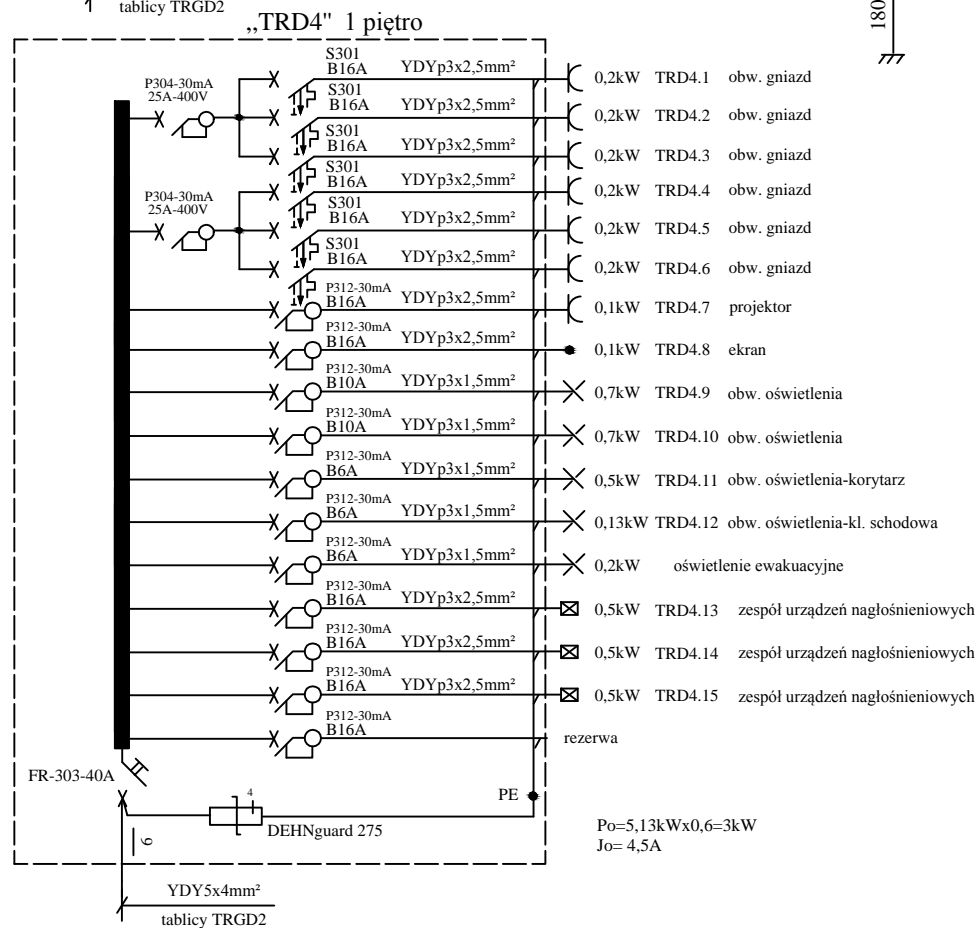 tablicy TRGD2
180
„TRD4" 1 piętro
P304-30mA
25A-400V
S301
B16A YDYp3x2,5mm² 0,2kW TRD4.1 obw. gniazd
S301
B16A YDYp3x2,5mm² 0,2kW TRD4.2 obw. gniazd
S301
B16A YDYp3x2,5mm² 0,2kW TRD4.3 obw. gniazd
P304-30mA
25A-400V
S301
B16A YDYp3x2,5mm² 0,2kW TRD4.4 obw. gniazd
S301
B16A YDYp3x2,5mm² 0,2kW TRD4.5 obw. gniazd
S301
B16A YDYp3x2,5mm² 0,2kW TRD4.6 obw. gniazd
P312-30mA
B16A YDYp3x2,5mm² 0,1kW TRD4.7 projektor
P312-30mA
B16A YDYp3x2,5mm² 0,1kW TRD4.8 ekran
P312-30mA
B10A YDYp3x1,5mm² 0,7kW TRD4.9 obw. oświetlenia
P312-30mA
B10A YDYp3x1,5mm² 0,7kW TRD4.10 obw. oświetlenia
P312-30mA
B6A YDYp3x1,5mm² 0,5kW TRD4.11 obw. oświetlenia-korytarz
P312-30mA
B6A YDYp3x1,5mm² 0,13kW TRD4.12 obw. oświetlenia-kl. schodowa
P312-30mA
B6A YDYp3x1,5mm² 0,2kW oświetlenie ewakuacyjne
P312-30mA
B16A YDYp3x2,5mm² 0,5kW TRD4.13 zespół urządzeń nagłośnieniowych
P312-30mA
B16A YDYp3x2,5mm² 0,5kW TRD4.14 zespół urządzeń nagłośnieniowych
P312-30mA
B16A YDYp3x2,5mm² 0,5kW TRD4.15 zespół urządzeń nagłośnieniowych
P312-30mA
B16A rezerwa
FR-303-40A
PE
4
DEHNguard 275
6
Po=5,13kWx0,6=3kW
Jo= 4,5A
YDY5x4mm²
tablicy TRGD2